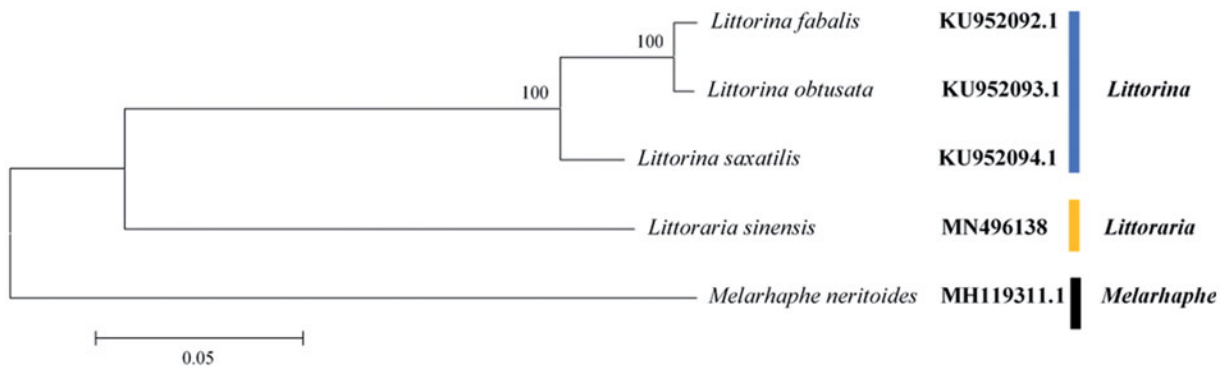 Littorina fabalis KU952092.1
100
Littorina obtusata KU952093.1 Littorina
100
Littorina saxatilis KU952094.1
Littoraria sinensis MN496138 Littoraria
Melarhaphe neritoides MH119311.1 Melarhaphe
0.05